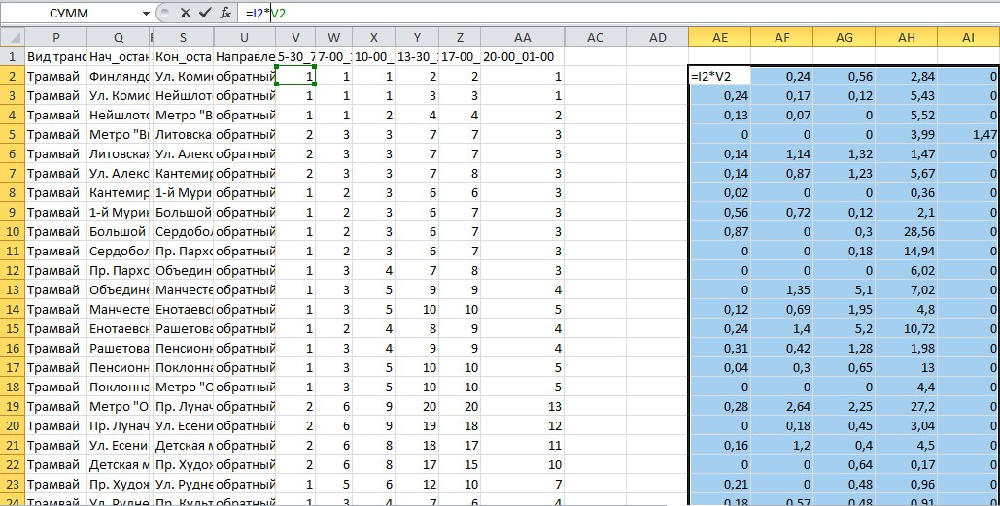 СУММ =I2*V2
P Q R S U V W X Y Z AA AC AD AE AF AG AH AI
1 Вид транс Нач_остан Кон_оста Направле 5-30_7 7-00_ 10-00_ 13-30_1 17-00_ 20-00_01-00
2 Трамвай Финляндс Ул. Комис обратный 1 1 1 2 2 1 =I2*V2 0,24 0,56 2,84 0
3 Трамвай Ул. Комис Нейшлот обратный 1 1 1 3 3 1 0,24 0,17 0,12 5,43 0
4 Трамвай Нейшлот Метро "В обратный 1 1 2 4 4 2 0,13 0,07 0 5,52 0
5 Трамвай Метро "Вы Литовска обратный 2 3 3 7 7 3 0 0 0 3,99 1,47
6 Трамвай Литовская Ул. Алекс обратный 2 3 3 7 7 3 0,14 1,14 1,32 1,47 0
7 Трамвай Ул. Алекс Кантемир обратный 2 3 3 7 8 3 0,14 0,87 1,23 5,67 0
8 Трамвай Кантемир 1-й Мури обратный 1 2 3 6 6 3 0,02 0 0 0,36 0
9 Трамвай 1-й Мурин Большой обратный 1 2 3 6 7 3 0,56 0,72 0,12 2,1 0
10 Трамвай Большой Сердобол обратный 1 2 3 6 7 3 0,87 0 0,3 28,56 0
11 Трамвай Сердобол Пр. Пархо обратный 1 2 3 6 7 3 0 0 0,18 14,94 0
12 Трамвай Пр. Пархо Объедин обратный 1 3 4 7 8 3 0 0 0 6,02 0
13 Трамвай Объедине Манчесте обратный 1 3 5 9 9 4 0 1,35 5,1 7,02 0
14 Трамвай Манчесте Енотаевс обратный 1 3 5 10 10 5 0,12 0,69 1,95 4,8 0
15 Трамвай Енотаевск Рашетова обратный 1 2 4 8 9 4 0,24 1,4 5,2 10,72 0
16 Трамвай Рашетова Пенсионн обратный 1 3 4 9 9 4 0,31 0,42 1,28 1,98 0
17 Трамвай Пенсионн Поклонна обратный 1 3 5 10 10 5 0,04 0,3 0,65 13 0
18 Трамвай Поклонна Метро "О обратный 1 3 5 10 10 5 0 0 0 4,4 0
19 Трамвай Метро "О Пр. Лунач обратный 2 6 9 20 20 13 0,28 2,64 2,25 27,2 0
20 Трамвай Пр. Лунач Ул. Есени обратный 2 6 9 19 18 12 0 0,18 0,45 3,04 0
21 Трамвай Ул. Есени Детская м обратный 2 6 8 18 17 11 0,16 1,2 0,4 4,5 0
22 Трамвай Детская м Пр. Худож обратный 2 6 8 17 15 10 0 0 0,64 0,17 0
23 Трамвай Пр. Худож Ул. Рудне обратный 1 5 6 12 10 7 0,21 0 0,48 0,96 0
24 Трамвай Ул. Рудне Пр. Культ обратный 1 3 4 7 6 4 0,18 0,57 0,48 0,91 0